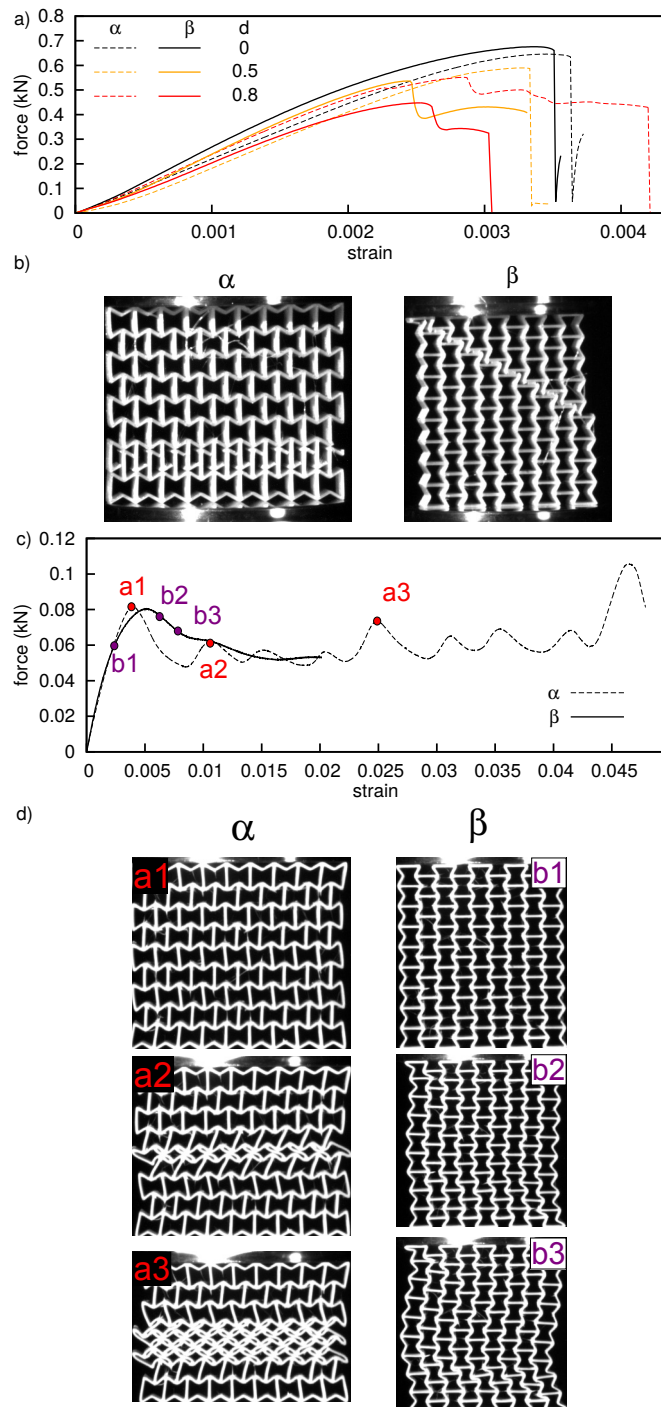 a)
α β d
0
0.5
0.8
force (kN)
0.8
0.7
0.6
0.5
0.4
0.3
0.2
0.1
0
0 0.001 0.002 0.003 0.004
strain
b)
α β
c)
force (kN)
0.12
0.1
0.08
0.06
0.04
0.02
0
a1
b2
b3
b1
a2
a3
α
β
0 0.005 0.01 0.015 0.02 0.025 0.03 0.035 0.04 0.045
strain
d)
α β
a1 b1
a2 b2
a3 b3